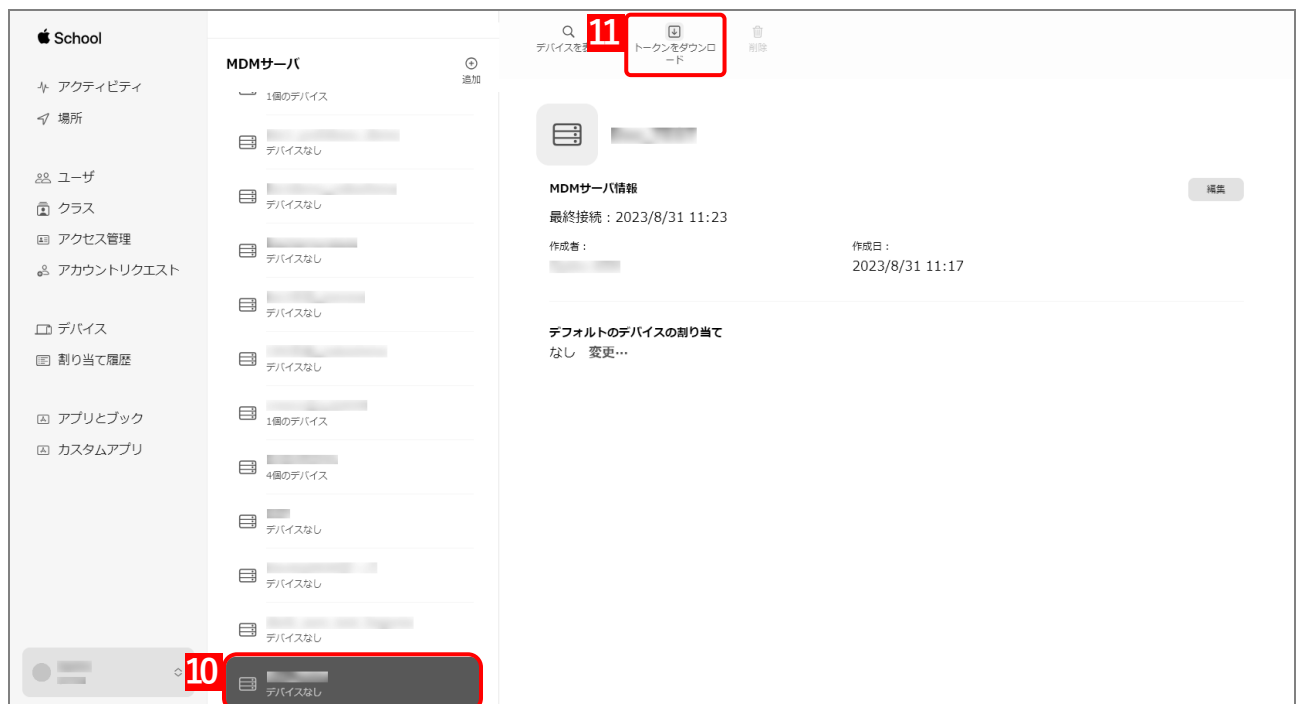 School
アクティビティ
場所
ユーザ
クラス
アクセス管理
アカウントリクエスト
デバイス
割り当て履歴
アプリとブック
カスタムアプリ
MDMサーバ
追加
1個のデバイス
デバイスなし
デバイスなし
デバイスなし
デバイスなし
デバイスなし
1個のデバイス
4個のデバイス
デバイスなし
デバイスなし
デバイスなし
10
デバイスなし
デバイスを
11
トークンをダウンロ
ード
削除
MDMサーバ情報
編集
最終接続：2023/8/31 11:23
作成者：
作成日：
2023/8/31 11:17
デフォルトのデバイスの割り当て
なし 変更…